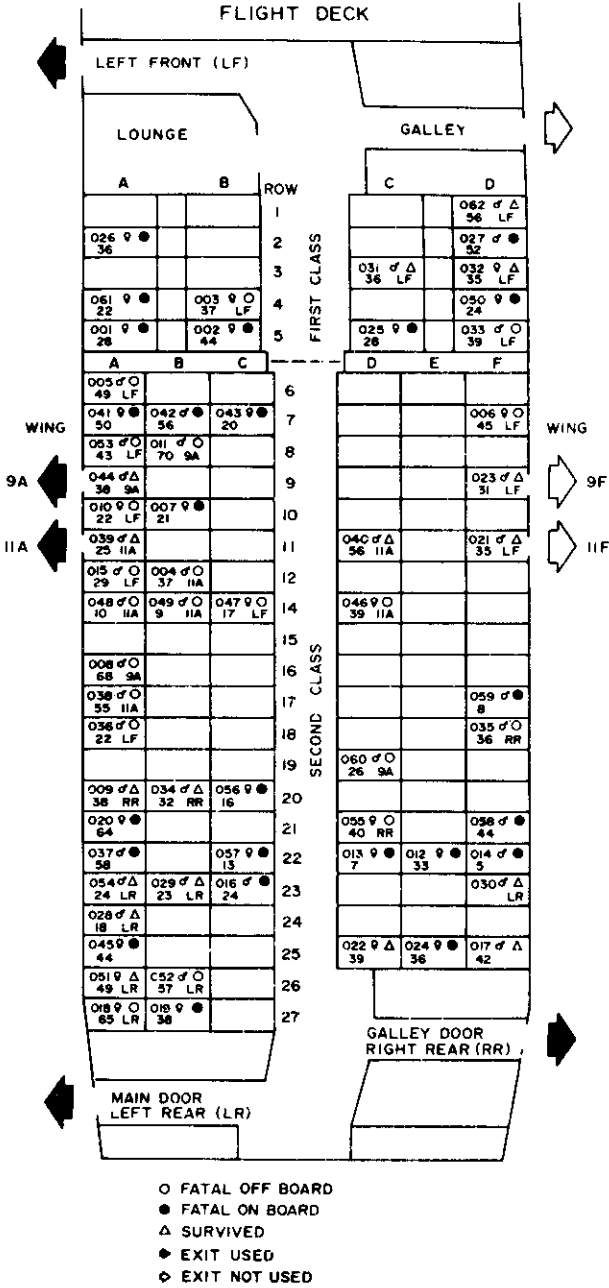 FLIGHT DECK
LEFT FRONT (LF)
LOUNGE GALLEY
A B ROW C D
1 062 ♂ △
56 LF
026 ♀ ● 2 027 ♂ ●
36 52
3 031 ♂ △ 032 ♀ △
36 LF 35 LF
061 ♀ ● 003 ♀ ○ 4 050 ♀ ●
22 37 LF 24
001 ♀ ● 002 ♀ ● 5 025 ♀ ● 033 ♂ ○
28 44 28 39 LF
FIRST CLASS
A B C D E F
005 ♂ ○ 6
49 LF
041 ♀ ● 042 ♂ ● 043 ♀ ● 7 006 ♀ ○
50 56 20 45 LF
WING WING
053 ♂ ○ 011 ♂ ○ 8
43 LF 70 9A
9A 044 ♂ △ 9 023 ♂ △ 9F
38 9A 31 LF
010 ♀ ○ 007 ♀ ● 10
22 LF 21
11A 039 ♂ △ 11 040 ♂ △ 021 ♂ △ 11F
25 11A 56 11A 35 LF
015 ♂ ○ 004 ♂ ○ 12
29 LF 37 11A
048 ♂ ○ 049 ♂ ○ 047 ♀ ○ 14 046 ♀ ○
10 11A 9 11A 17 LF 39 11A
15
008 ♂ ○ 16
68 9A
038 ♂ ○ 17 059 ♂ ●
55 11A 8
036 ♂ ○ 18 035 ♂ ○
22 LF 36 RR
19 060 ♂ ○
26 9A
SECOND CLASS
009 ♂ △ 034 ♂ △ 056 ♀ ● 20
38 RR 32 RR 16
020 ♀ ● 21 055 ♀ ○ 058 ♂ ●
64 40 RR 44
037 ♂ ● 057 ♀ ● 22 013 ♀ ● 012 ♀ ● 014 ♂ ●
58 13 7 33 5
054 ♂ △ 029 ♂ △ 016 ♂ ● 23 030 ♂ △
24 LR 23 LR 24 LR
028 ♂ △ 24
18 LR
045 ♀ ● 25 022 ♀ △ 024 ♀ ● 017 ♂ △
44 39 36 42
051 ♀ △ 052 ♂ ○ 26
49 LR 57 LR
018 ♀ ○ 019 ♀ ● 27
65 LR 38
GALLEY DOOR
RIGHT REAR (RR)
MAIN DOOR
LEFT REAR (LR)
○ FATAL OFF BOARD
● FATAL ON BOARD
△ SURVIVED
EXIT USED
EXIT NOT USED